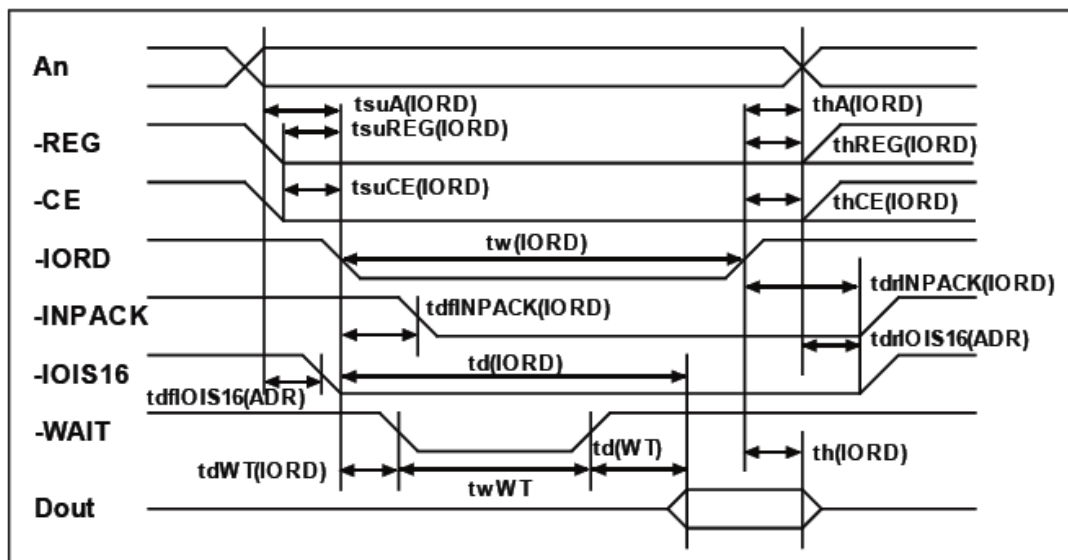 An
tsuA(IORD)
thA(IORD)
tsuREG(IORD)
-REG
thREG(IORD)
tsuCE(IORD)
-CE
thCE(IORD)
tw(IORD)
-IORD
tdrINPACK(IORD)
tdfINPACK(IORD)
-INPACK
tdrIOIS16(ADR)
td(IORD)
-IOIS16
tdfIOIS16(ADR)
-WAIT
td(WT)
th(IORD)
tdWT(IORD)
twWT
Dout